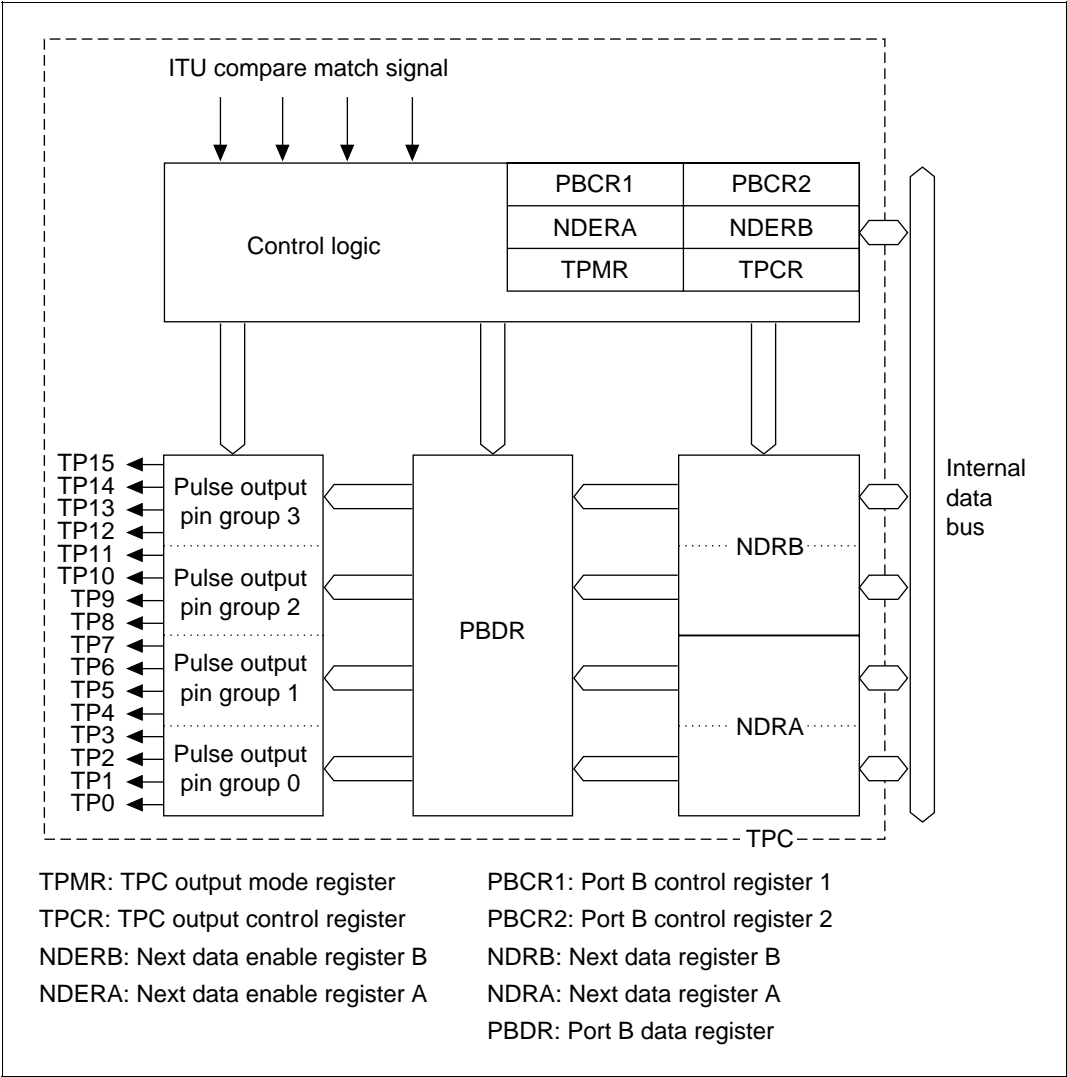 ITU compare match signal
PBCR1
PBCR2
Control logic
NDERA
NDERB
TPMR
TPCR
TP15
TP14
TP13
TP12
TP11
TP10
TP9
TP8
TP7
TP6
TP5
TP4
TP3
TP2
TP1
TP0
Pulse output
pin group 3
Pulse output
pin group 2
Pulse output
pin group 1
Pulse output
pin group 0
PBDR
NDRB
NDRA
Internal
data
bus
TPC
TPMR: TPC output mode register
TPCR: TPC output control register
NDERB: Next data enable register B
NDERA: Next data enable register A
PBCR1: Port B control register 1
PBCR2: Port B control register 2
NDRB: Next data register B
NDRA: Next data register A
PBDR: Port B data register